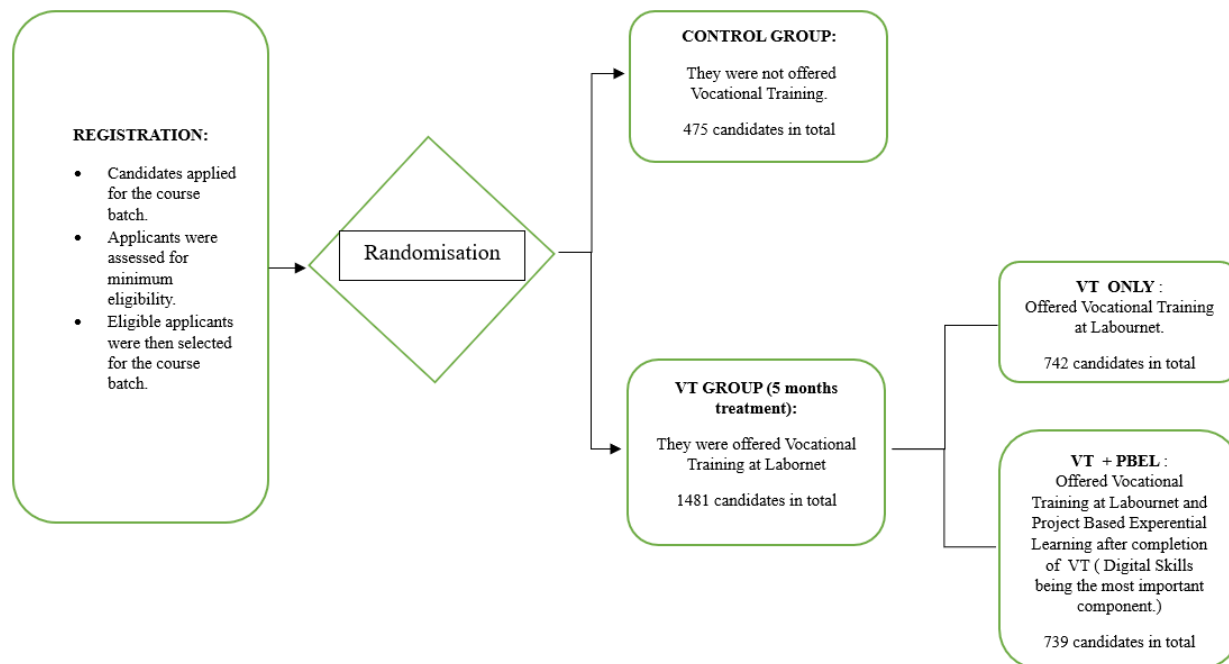 REGISTRATION:
• Candidates applied
for the course
batch.
• Applicants were
assessed for
minimum
eligibility.
• Eligible applicants
were then selected
for the course
batch.
Randomisation
CONTROL GROUP:
They were not offered
Vocational Training.
475 candidates in total
VT GROUP (5 months
treatment):
They were offered Vocational
Training at Labornet
1481 candidates in total
VT ONLY :
Offered Vocational Training
at Labournet.
742 candidates in total
VT + PBEL :
Offered Vocational
Training at Labournet and
Project Based Experential
Learning after completion
of VT ( Digital Skills
being the most important
component.)
739 candidates in total